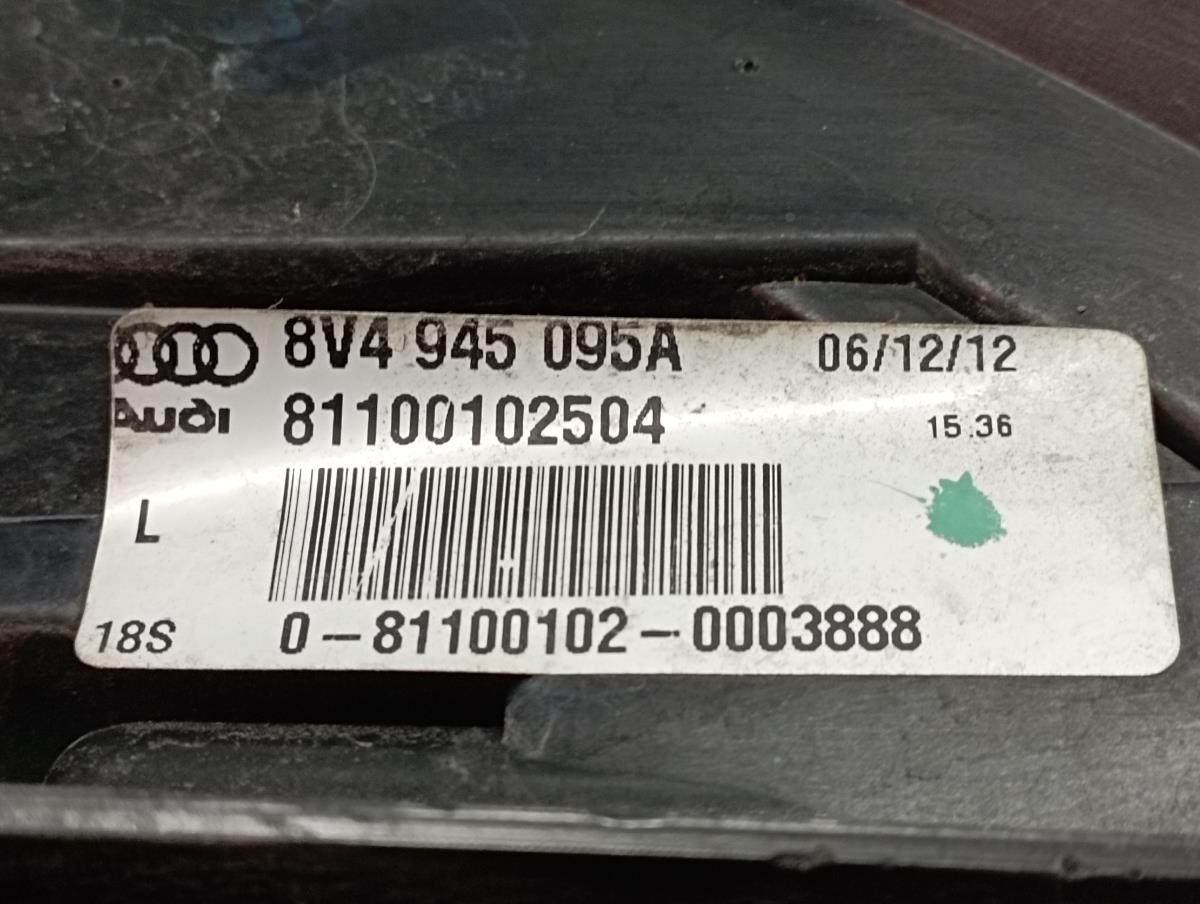 8V4 945 095A 06/12/12
Audi 81100102504 15.36
L
18S 0-81100102-0003888